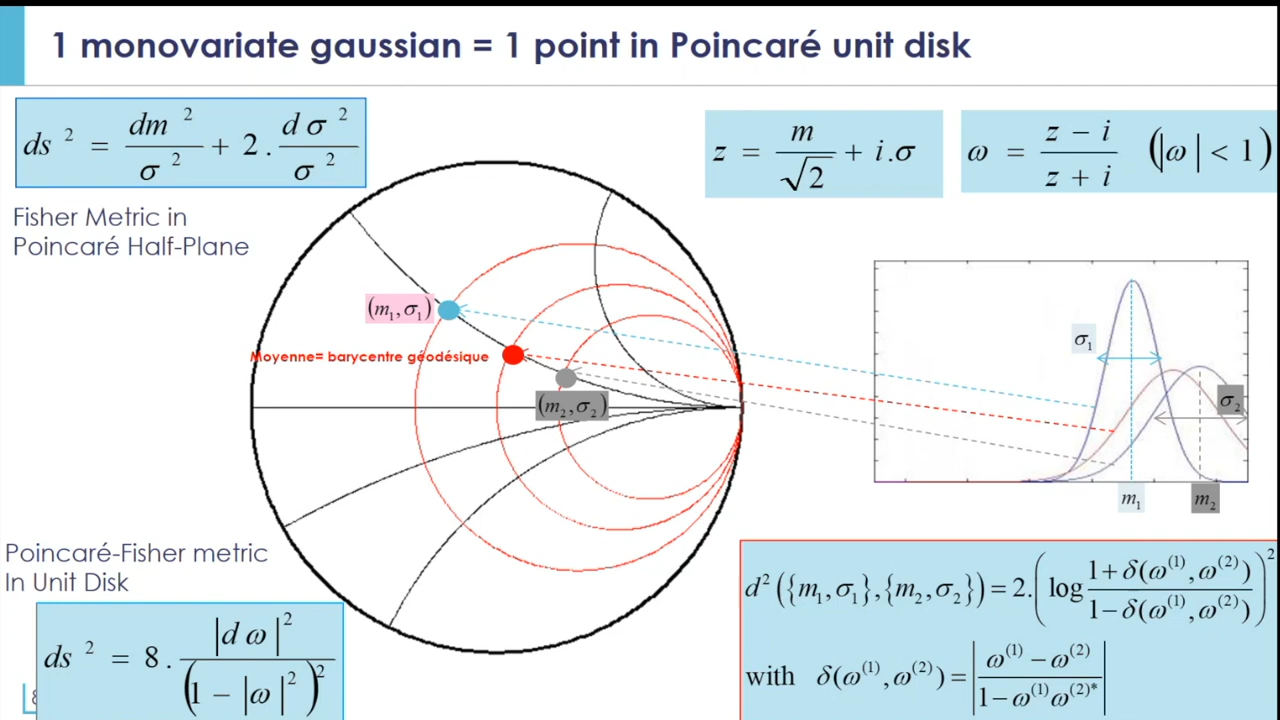 1 monovariate gaussian = 1 point in Poincaré unit disk
ds² = dm²/σ² + 2 . dσ²/σ²
z = m/√2 + i.σ
ω = (z − i)/(z + i) (|ω| < 1)
Fisher Metric in
Poincaré Half-Plane
(m₁,σ₁)
Moyenne= barycentre géodésique
(m₂,σ₂)
σ₁
σ₂
m₁
m₂
Poincaré-Fisher metric
In Unit Disk
ds² = 8 . |dω|²/(1 − |ω|²)²
d²({m₁,σ₁},{m₂,σ₂}) = 2.(log (1+δ(ω⁽¹⁾,ω⁽²⁾))/(1−δ(ω⁽¹⁾,ω⁽²⁾)))²
with δ(ω⁽¹⁾,ω⁽²⁾) = |(ω⁽¹⁾ − ω⁽²⁾)/(1−ω⁽¹⁾ω⁽²⁾*)|